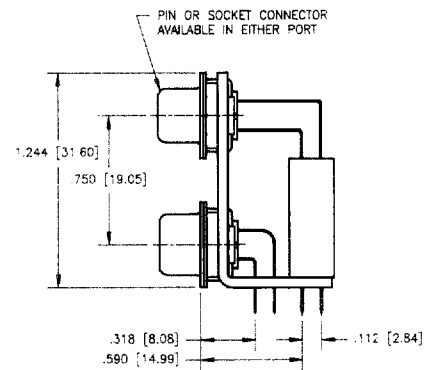 PIN OR SOCKET CONNECTOR
AVAILABLE IN EITHER PORT
1.244 [31.60]
.750 [19.05]
.318 [8.08]
.112 [2.84]
.590 [14.99]